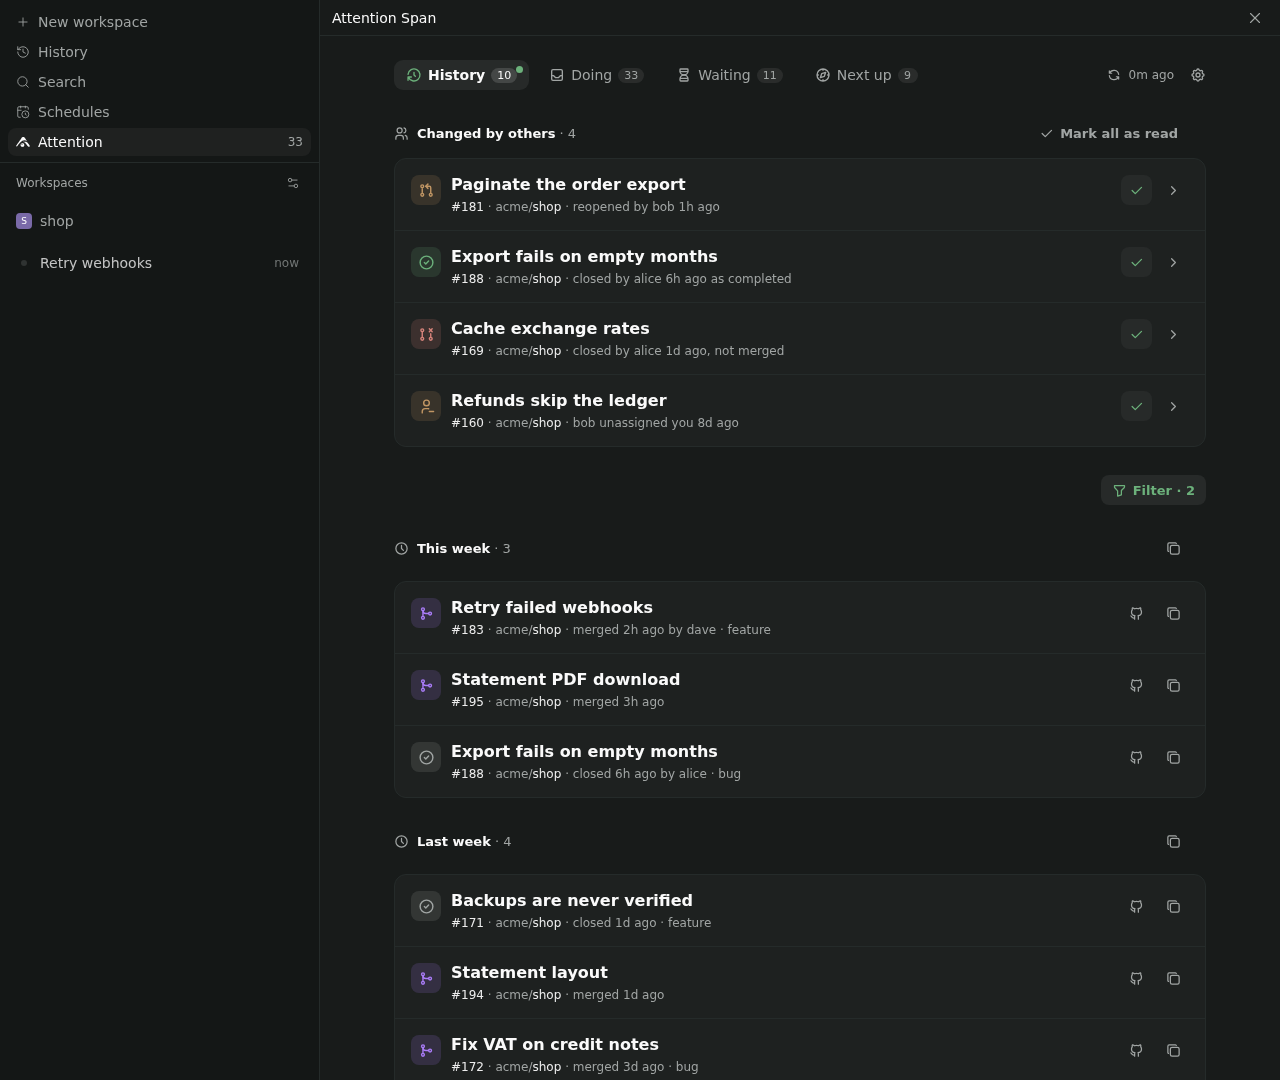 New workspace
History
Search
Schedules
Attention 33
Workspaces
S shop
Retry webhooks now
Attention Span
History 10 Doing 33 Waiting 11 Next up 9 0m ago
Changed by others · 4 Mark all as read
Paginate the order export
#181 · acme/shop · reopened by bob 1h ago
Export fails on empty months
#188 · acme/shop · closed by alice 6h ago as completed
Cache exchange rates
#169 · acme/shop · closed by alice 1d ago, not merged
Refunds skip the ledger
#160 · acme/shop · bob unassigned you 8d ago
Filter · 2
This week · 3
Retry failed webhooks
#183 · acme/shop · merged 2h ago by dave · feature
Statement PDF download
#195 · acme/shop · merged 3h ago
Export fails on empty months
#188 · acme/shop · closed 6h ago by alice · bug
Last week · 4
Backups are never verified
#171 · acme/shop · closed 1d ago · feature
Statement layout
#194 · acme/shop · merged 1d ago
Fix VAT on credit notes
#172 · acme/shop · merged 3d ago · bug